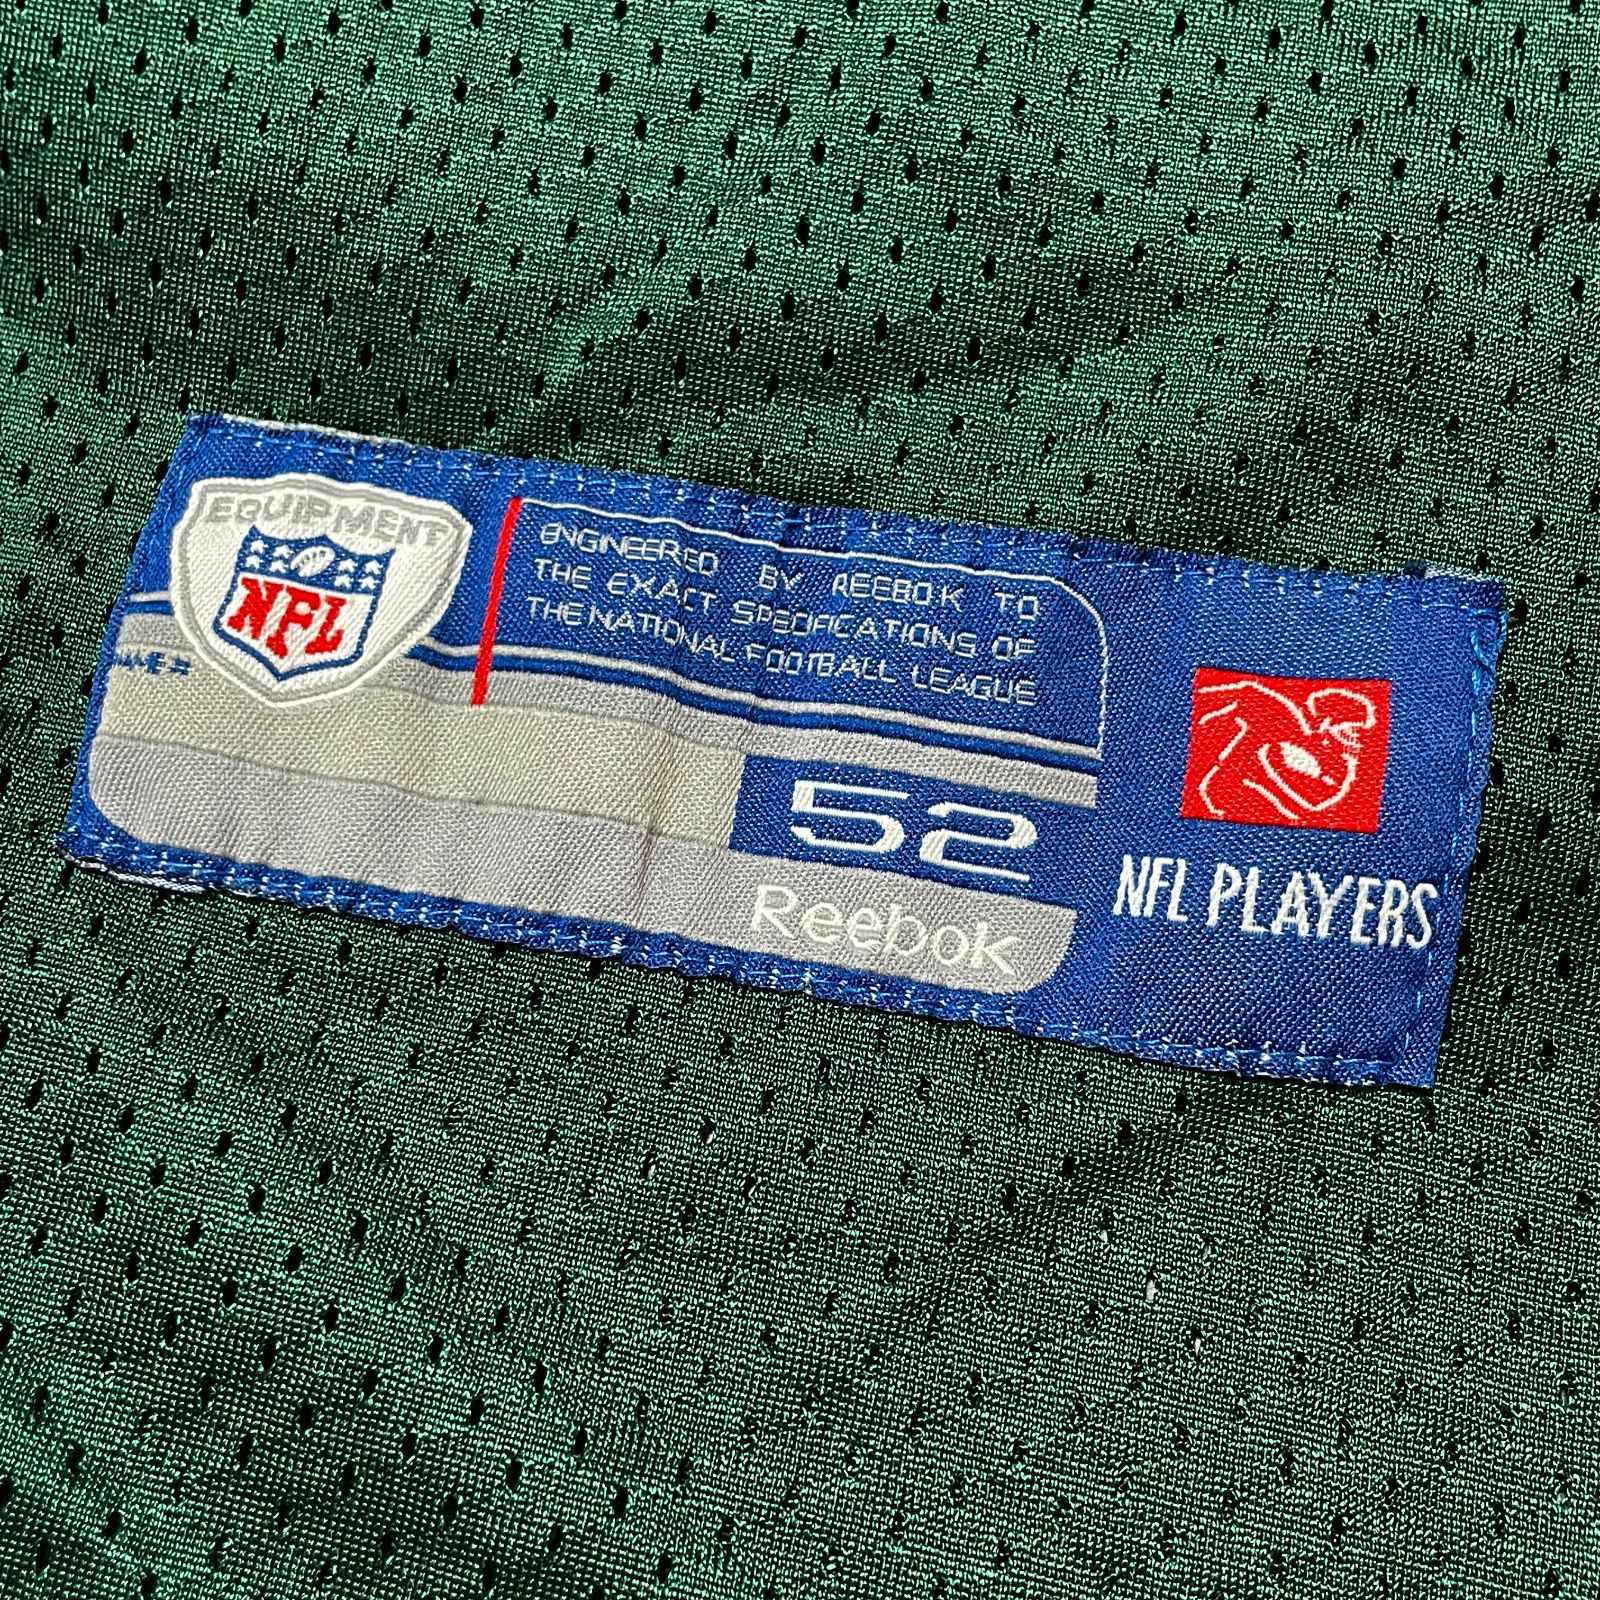 EQUIPMENT
NFL
ENGINEERED BY REEBOK TO
THE EXACT SPECIFICATIONS OF
THE NATIONAL FOOTBALL LEAGUE
52
Reebok
NFL PLAYERS